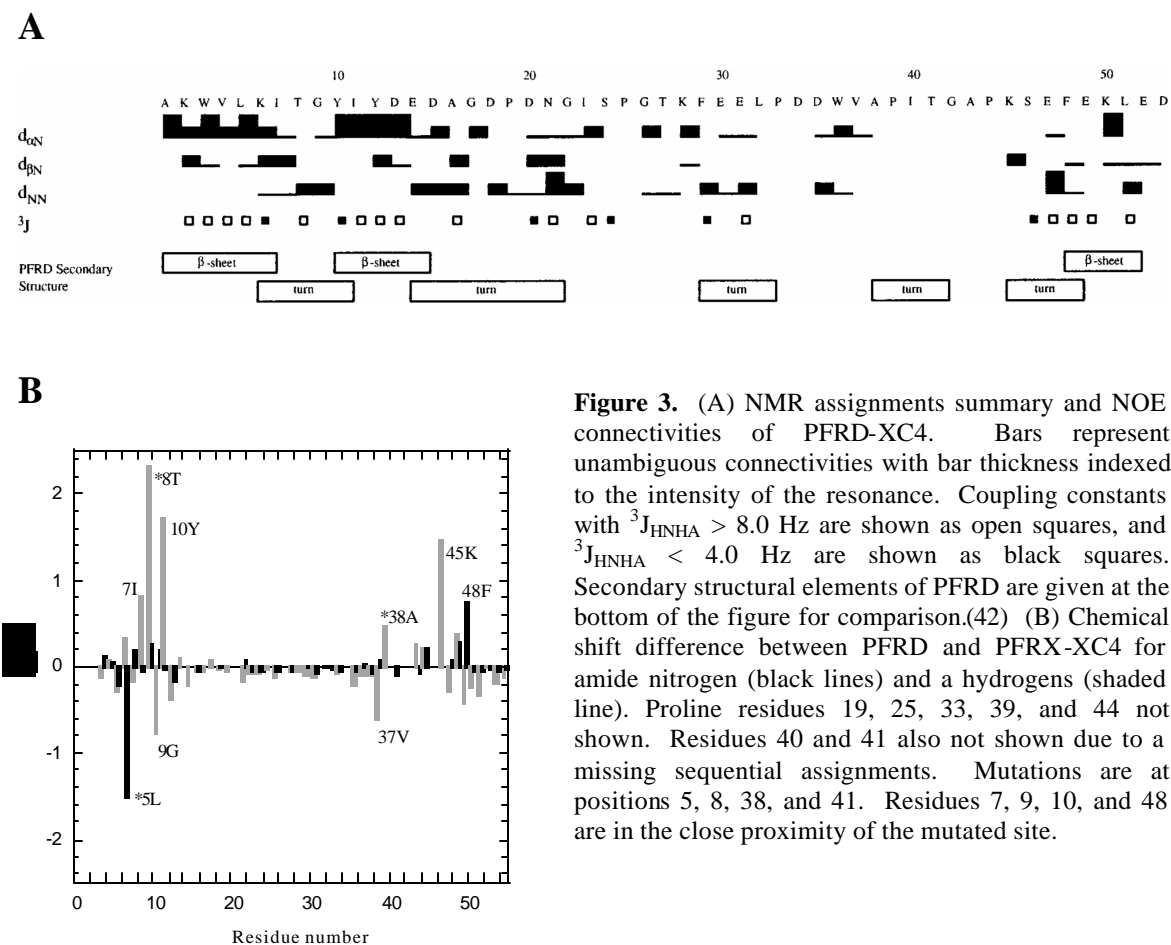 A
10 20 30 40 50
A K W V L K I T G Y I Y D E D A G D P D N G I S P G T K F E E L P D D W V A P I T G A P K S E F E K L E D
dαN
dβN
dNN
³J
β-sheet β-sheet β-sheet
PFRD Secondary
Structure
turn turn turn turn turn
B
2
1
0
-1
-2
*8T
10Y
7I
45K
48F
*38A
37V
9G
*5L
0 10 20 30 40 50
Residue number
Figure 3. (A) NMR assignments summary and NOE
connectivities of PFRD-XC4. Bars represent
unambiguous connectivities with bar thickness indexed
to the intensity of the resonance. Coupling constants
with ³JHNHA > 8.0 Hz are shown as open squares, and
³JHNHA < 4.0 Hz are shown as black squares.
Secondary structural elements of PFRD are given at the
bottom of the figure for comparison.(42) (B) Chemical
shift difference between PFRD and PFRX-XC4 for
amide nitrogen (black lines) and a hydrogens (shaded
line). Proline residues 19, 25, 33, 39, and 44 not
shown. Residues 40 and 41 also not shown due to a
missing sequential assignments. Mutations are at
positions 5, 8, 38, and 41. Residues 7, 9, 10, and 48
are in the close proximity of the mutated site.